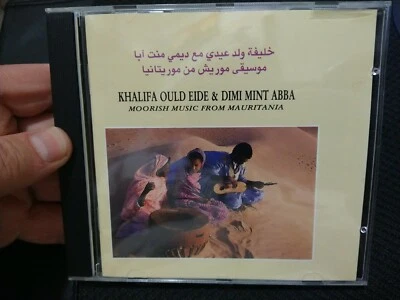 خليفة ولد عيدي مع ديمي منت آبا
موسيقى موريش من موريتانيا
KHALIFA OULD EIDE & DIMI MINT ABBA
MOORISH MUSIC FROM MAURITANIA